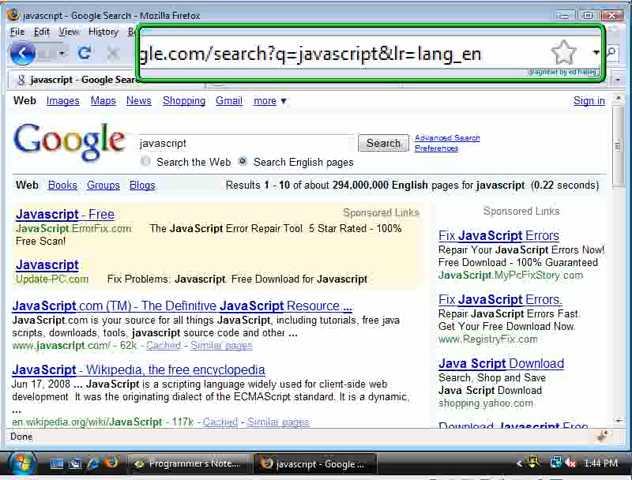 javascript - Google Search - Mozilla Firefox
File Edit View History
gle.com/search?q=javascript&lr=lang_en
javascript - Google Sear
Web Images Maps News Shopping Gmail more ▼ Sign in
Google javascript Search Advanced Search
Preferences
Search the Web Search English pages
Web Books Groups Blogs Results 1 - 10 of about 294,000,000 English pages for javascript (0.22 seconds)
Sponsored Links
Javascript - Free
JavaScript.ErrorFix.com The JavaScript Error Repair Tool. 5 Star Rated - 100%
Free Scan!
Javascript
Update-PC.com Fix Problems: Javascript. Free Download for Javascript
JavaScript.com (TM) - The Definitive JavaScript Resource ...
JavaScript.com is your source for all things JavaScript, including tutorials, free java
scripts, downloads, tools, javascript source code and other ...
www.javascript.com/ - 62k - Cached - Similar pages
JavaScript - Wikipedia, the free encyclopedia
Jun 17, 2008 ... JavaScript is a scripting language widely used for client-side web
development It was the originating dialect of the ECMAScript standard. It is a dynamic,
...
en.wikipedia.org/wiki/JavaScript - 117k - Cached - Similar pages
Sponsored Links
Fix JavaScript Errors
Repair Your JavaScript Errors Now!
Free Download - 100% Guaranteed
JavaScript.MyPcFixStory.com
Fix JavaScript Errors.
Repair JavaScript Errors Fast.
Get Your Free Download Now.
www.RegistryFix.com
Java Script Download
Search, Shop and Save
Java Script Download
shopping.yahoo.com
Download JavaScript Free
Done
Programmer's Note... javascript - Google ... 1:44 PM